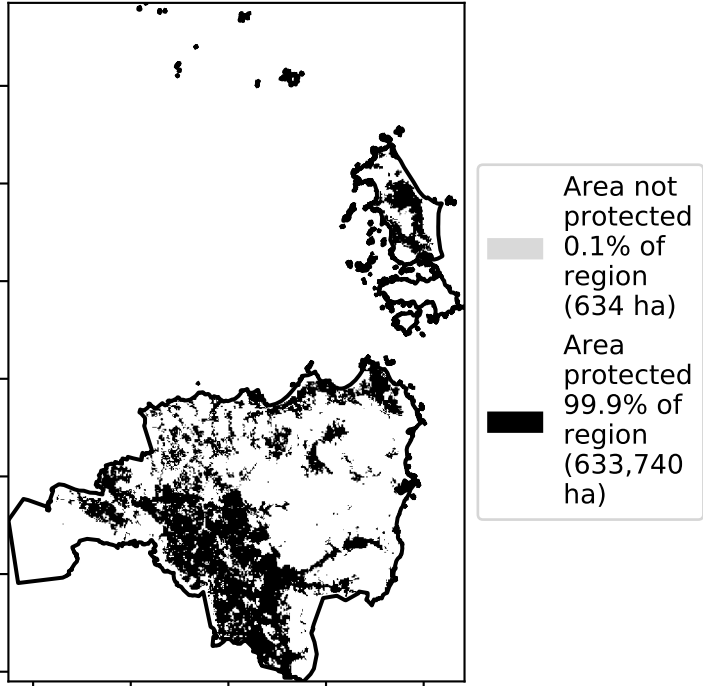 Area not
protected
0.1% of
region
(634 ha)
Area
protected
99.9% of
region
(633,740
ha)